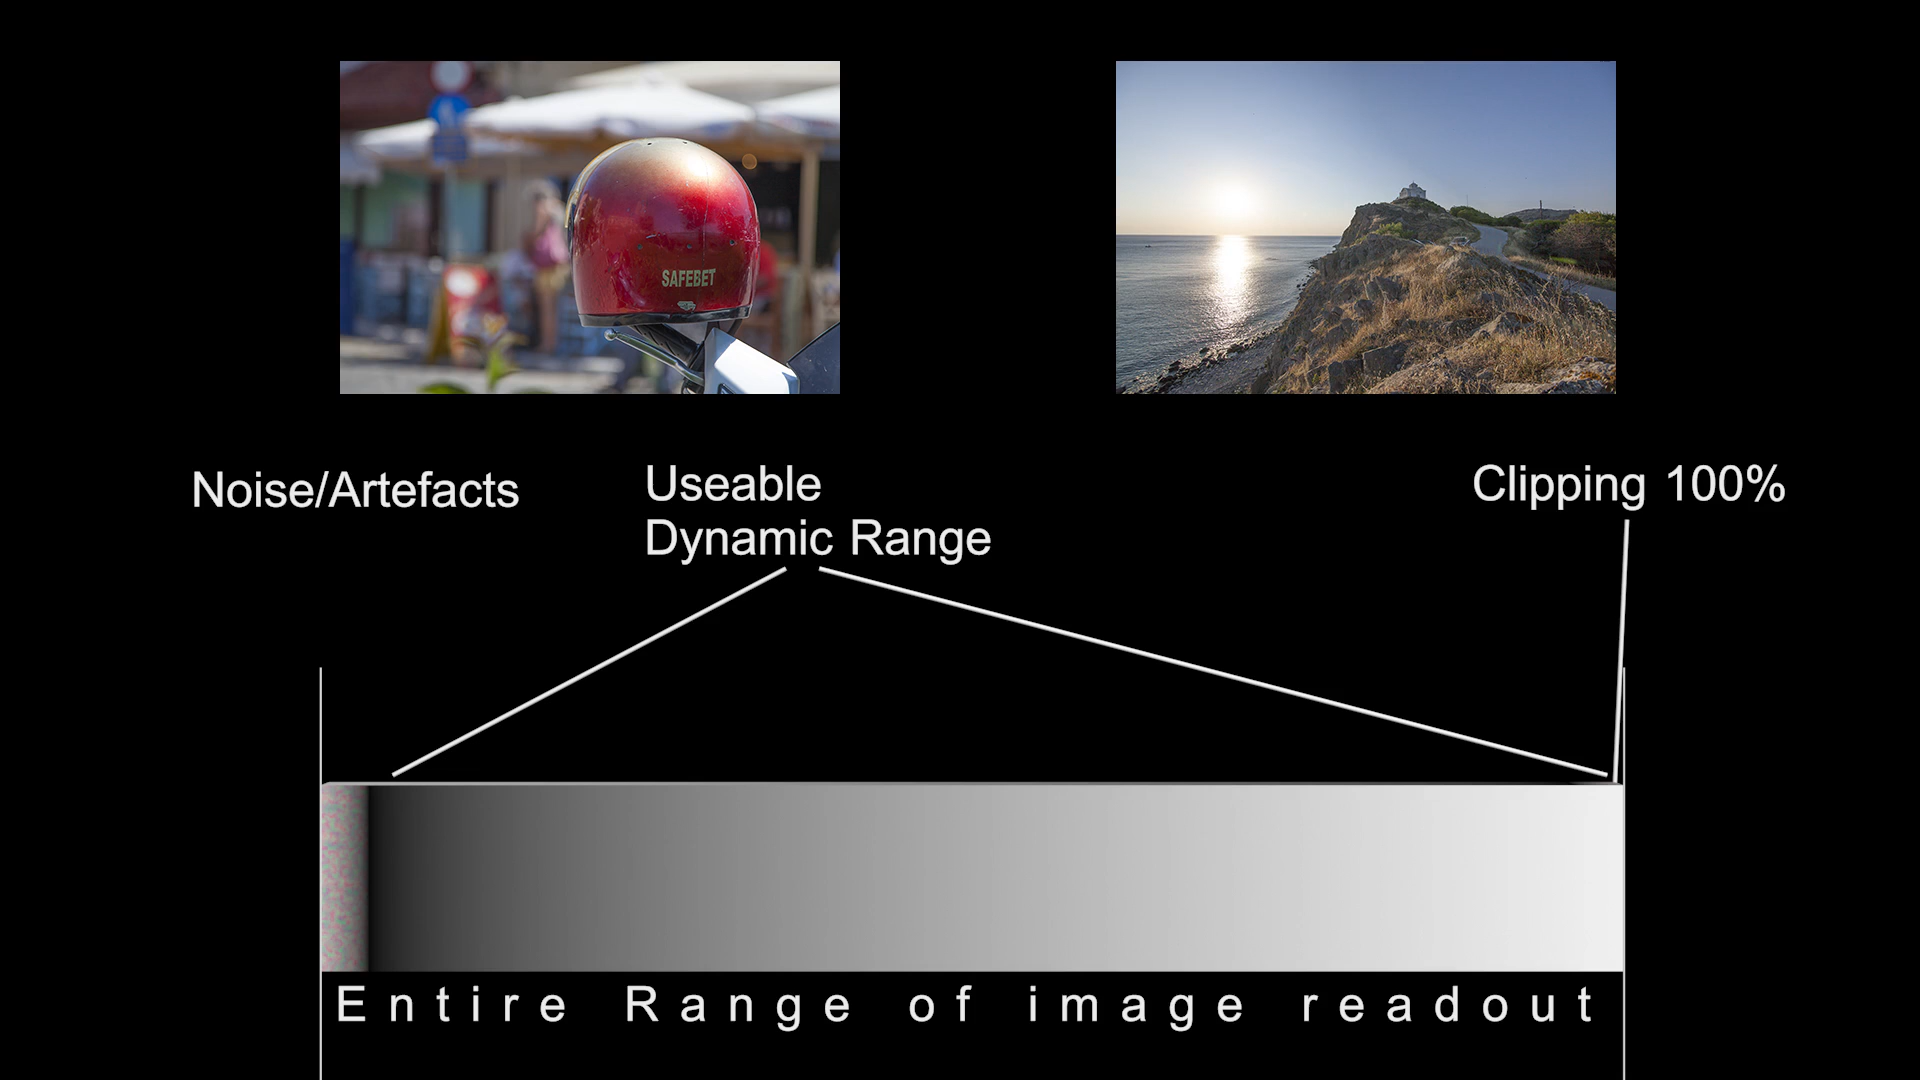 SAFEBET
Noise/Artefacts
Useable
Dynamic Range
Clipping 100%
Entire Range of image readout